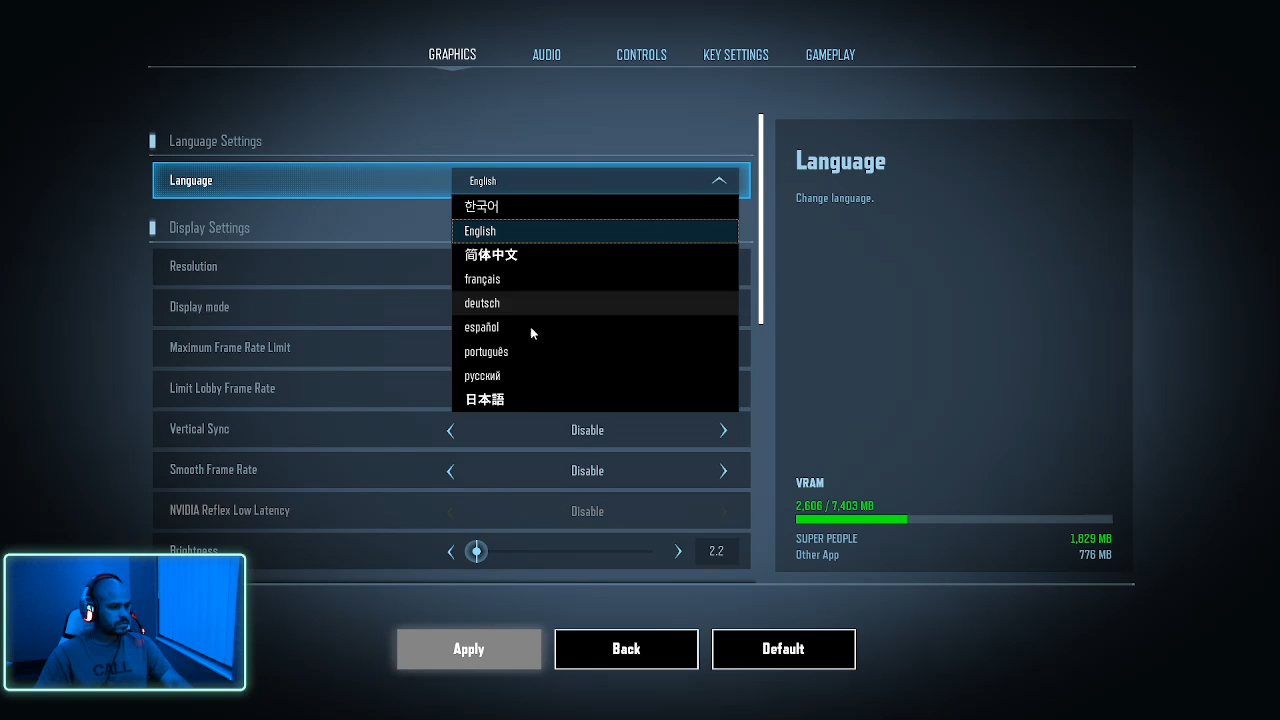 GRAPHICS AUDIO CONTROLS KEY SETTINGS GAMEPLAY
Language Settings
Language English
한국어
English
简体中文
français
deutsch
español
português
русский
日本語
Display Settings
Resolution
Display mode
Maximum Frame Rate Limit
Limit Lobby Frame Rate
Vertical Sync Disable
Smooth Frame Rate Disable
NVIDIA Reflex Low Latency Disable
Brightness 2.2
Language
Change language.
VRAM
2,606 / 7,403 MB
SUPER PEOPLE 1,829 MB
Other App 776 MB
Apply Back Default
CALL